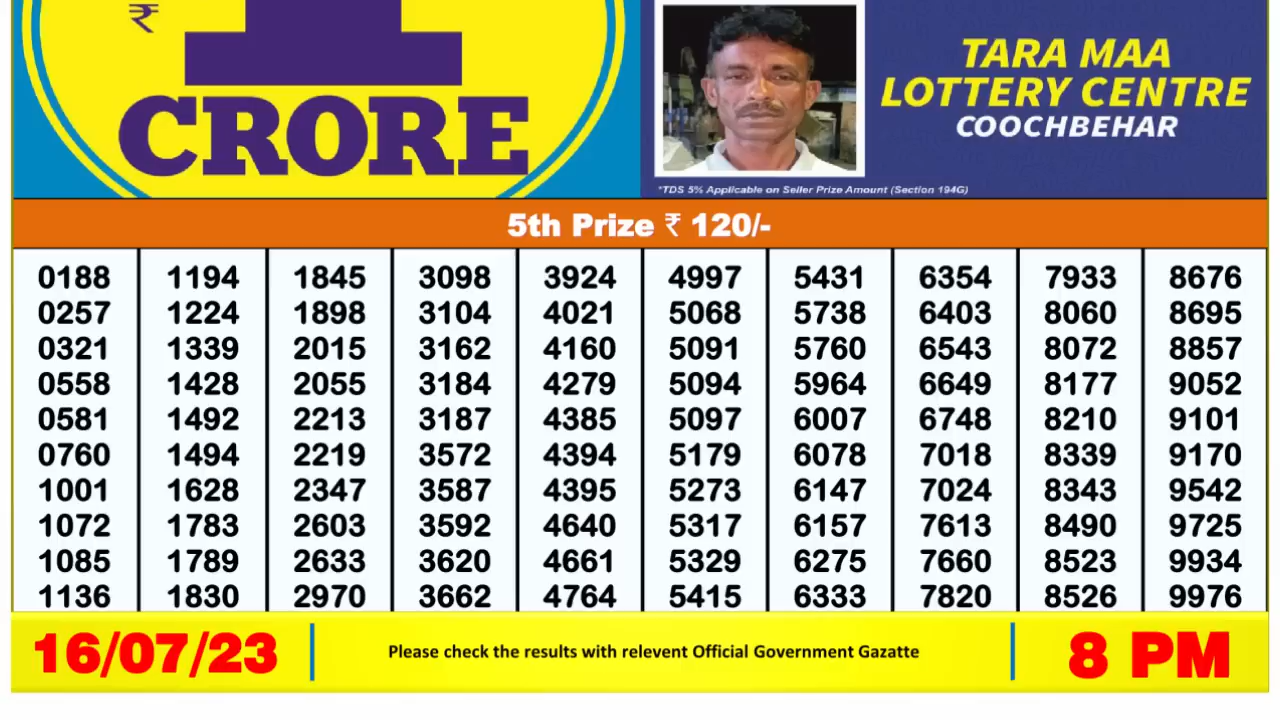 ₹
1
CRORE
TARA MAA
LOTTERY CENTRE
COOCHBEHAR
*TDS 5% Applicable on Seller Prize Amount (Section 194G)
5th Prize ₹ 120/-
0188 1194 1845 3098 3924 4997 5431 6354 7933 8676
0257 1224 1898 3104 4021 5068 5738 6403 8060 8695
0321 1339 2015 3162 4160 5091 5760 6543 8072 8857
0558 1428 2055 3184 4279 5094 5964 6649 8177 9052
0581 1492 2213 3187 4385 5097 6007 6748 8210 9101
0760 1494 2219 3572 4394 5179 6078 7018 8339 9170
1001 1628 2347 3587 4395 5273 6147 7024 8343 9542
1072 1783 2603 3592 4640 5317 6157 7613 8490 9725
1085 1789 2633 3620 4661 5329 6275 7660 8523 9934
1136 1830 2970 3662 4764 5415 6333 7820 8526 9976
16/07/23 Please check the results with relevent Official Government Gazatte 8 PM